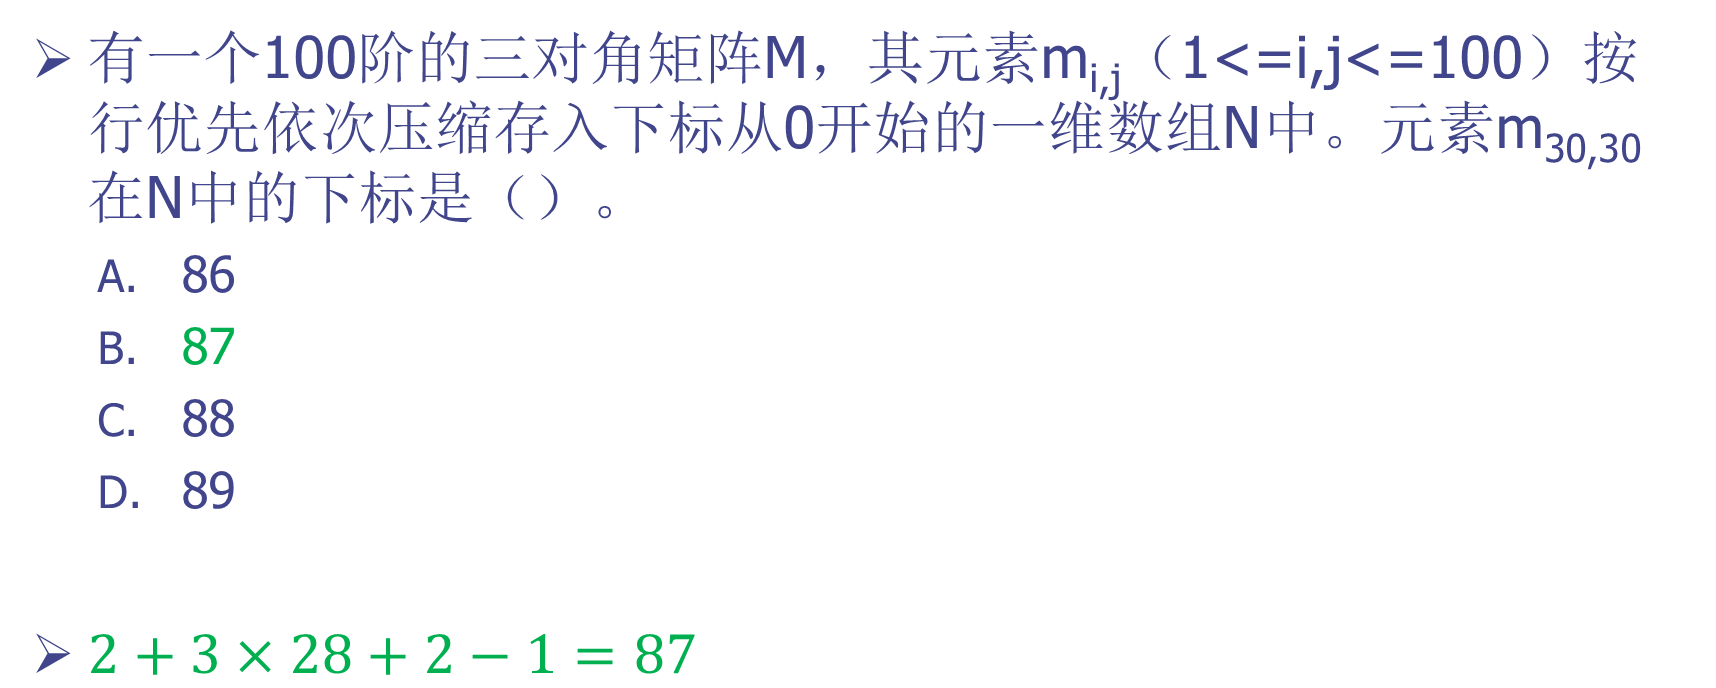 ➢ 有一个100阶的三对角矩阵M，其元素mi,j（1<=i,j<=100）按
行优先依次压缩存入下标从0开始的一维数组N中。元素m30,30
在N中的下标是（）。
A. 86
B. 87
C. 88
D. 89
➢ 2 + 3 × 28 + 2 − 1 = 87